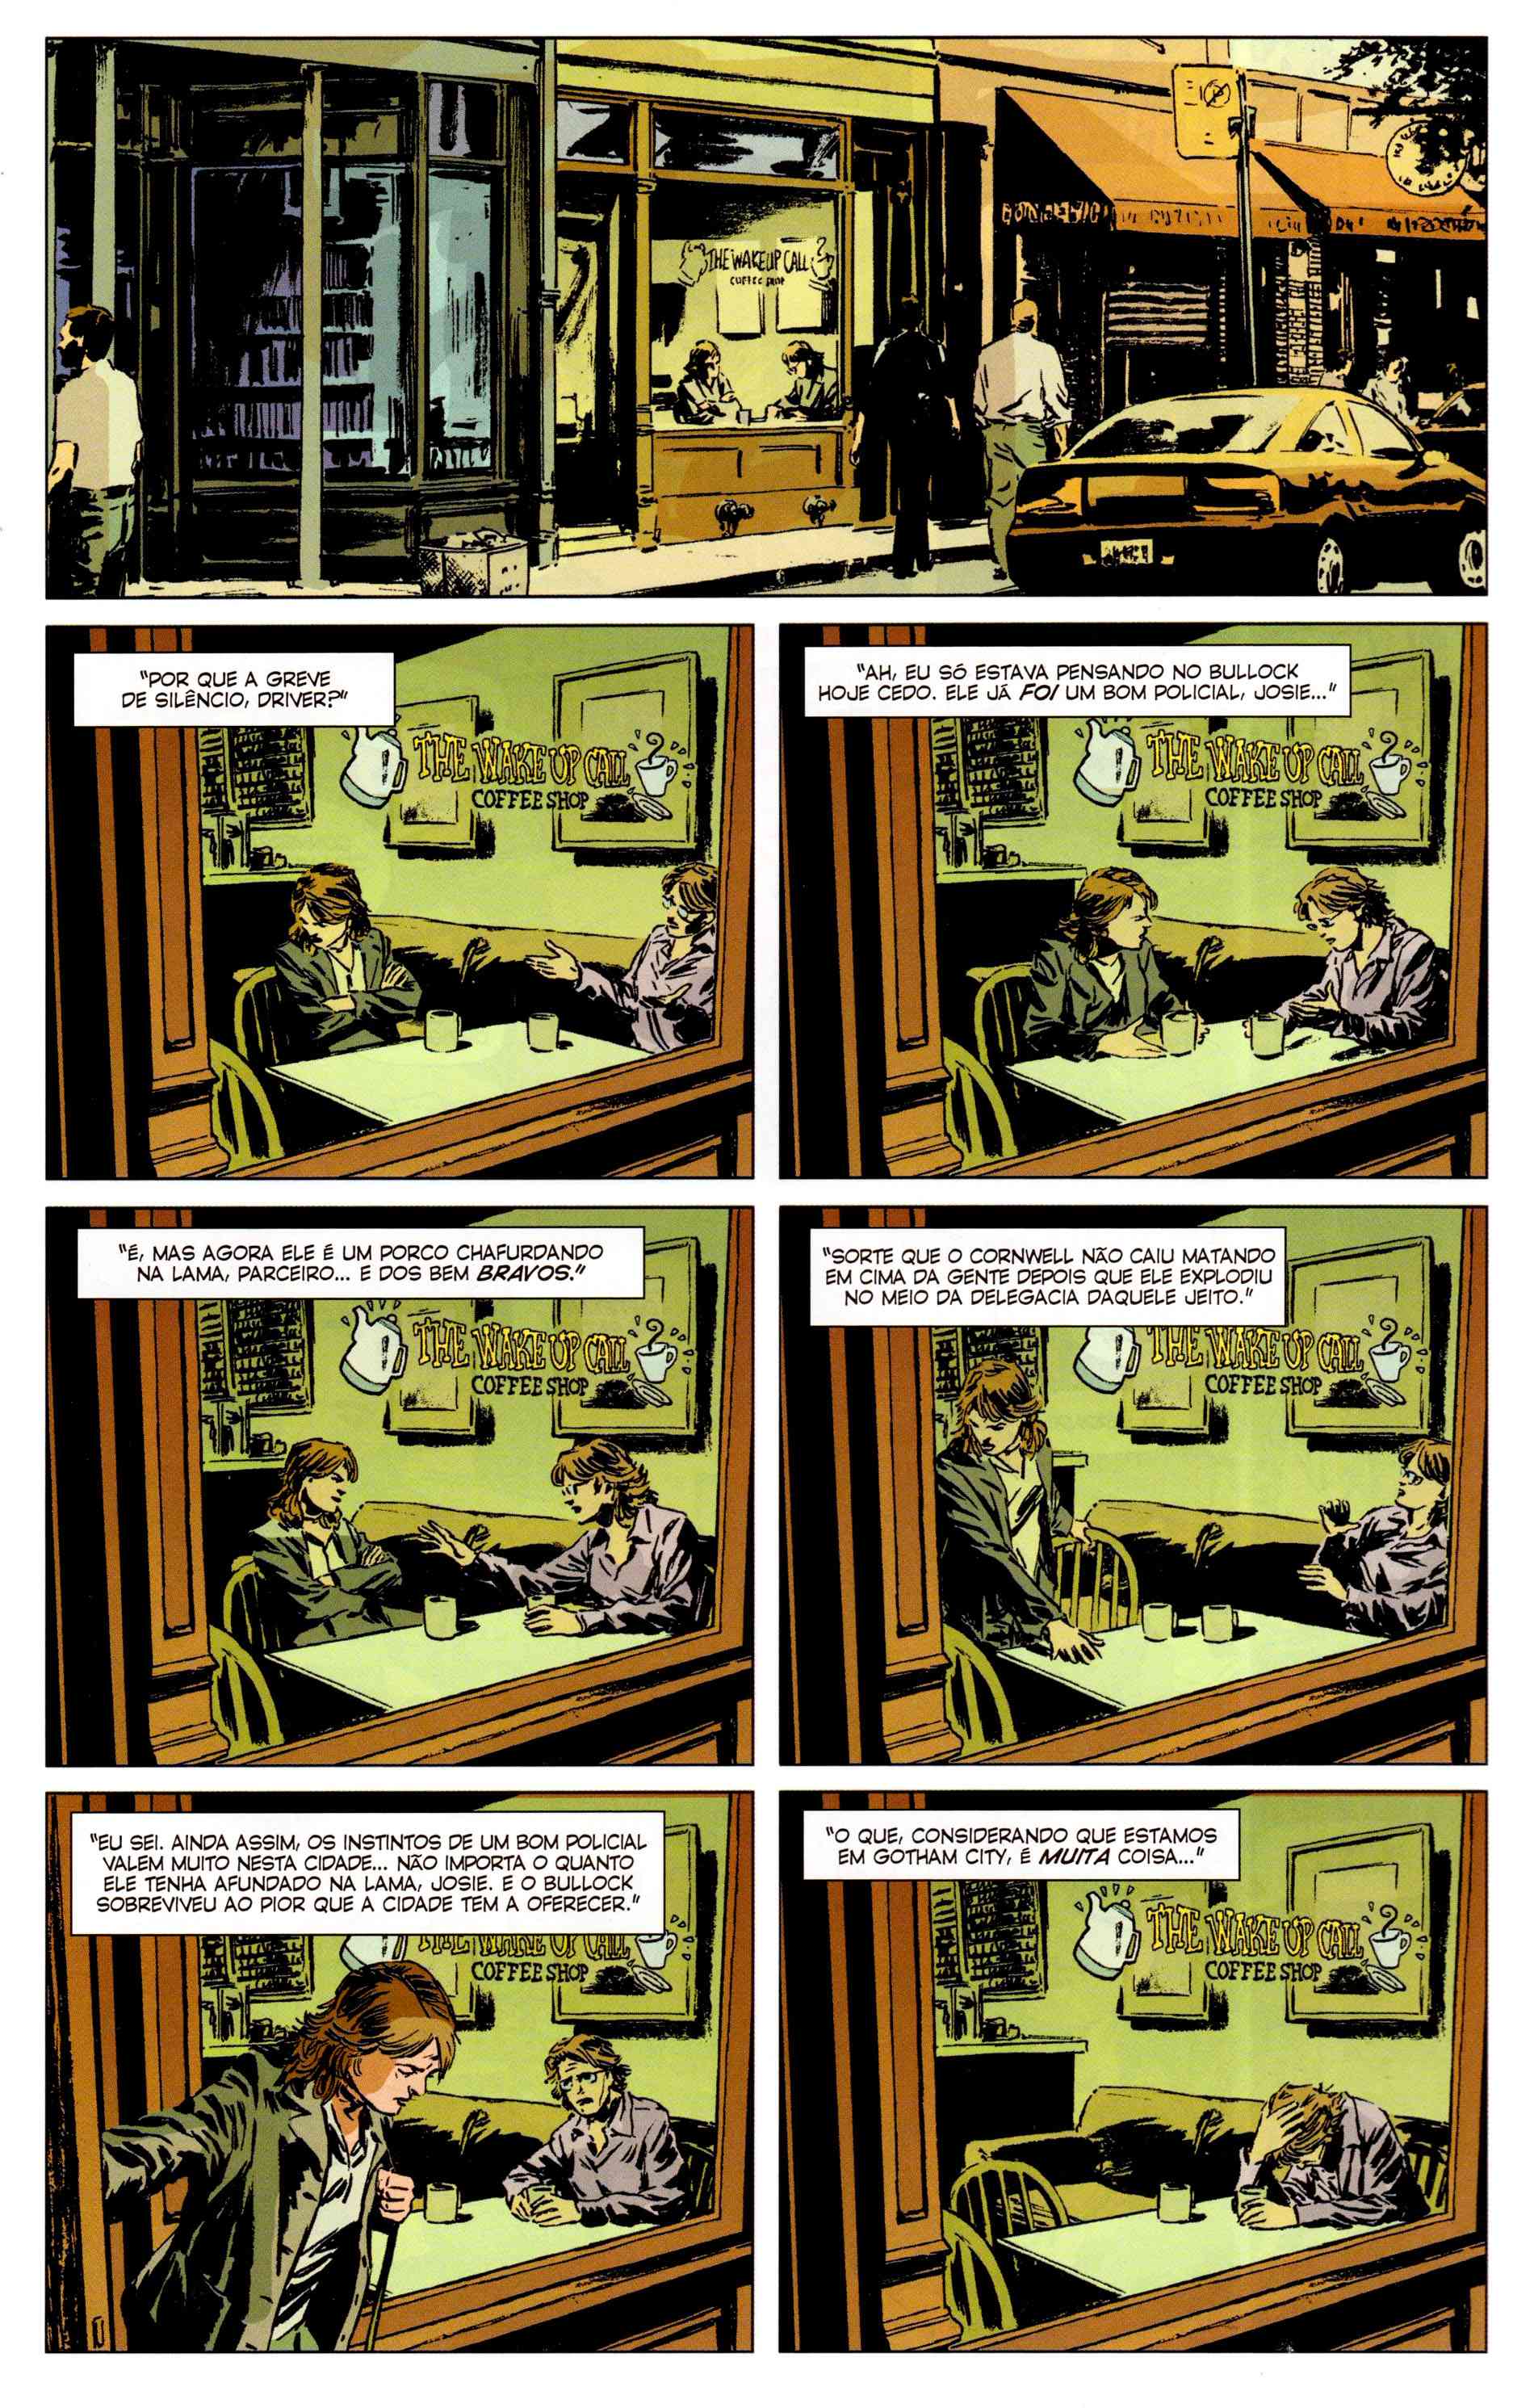 THE WAKE UP CALL
COFFEE SHOP
"POR QUE A GREVE
DE SILÊNCIO, DRIVER?"
THE WAKE UP CALL
COFFEE SHOP
"AH, EU SÓ ESTAVA PENSANDO NO BULLOCK
HOJE CEDO. ELE JÁ FOI UM BOM POLICIAL, JOSIE..."
THE WAKE UP CALL
COFFEE SHOP
"É, MAS AGORA ELE É UM PORCO CHAFURDANDO
NA LAMA, PARCEIRO... E DOS BEM BRAVOS."
THE WAKE UP CALL
COFFEE SHOP
"SORTE QUE O CORNWELL NÃO CAIU MATANDO
EM CIMA DA GENTE DEPOIS QUE ELE EXPLODIU
NO MEIO DA DELEGACIA DAQUELE JEITO."
THE WAKE UP CALL
COFFEE SHOP
"EU SEI. AINDA ASSIM, OS INSTINTOS DE UM BOM POLICIAL
VALEM MUITO NESTA CIDADE... NÃO IMPORTA O QUANTO
ELE TENHA AFUNDADO NA LAMA, JOSIE. E O BULLOCK
SOBREVIVEU AO PIOR QUE A CIDADE TEM A OFERECER."
THE WAKE UP CALL
COFFEE SHOP
"O QUE, CONSIDERANDO QUE ESTAMOS
EM GOTHAM CITY, É MUITA COISA..."
THE WAKE UP CALL
COFFEE SHOP